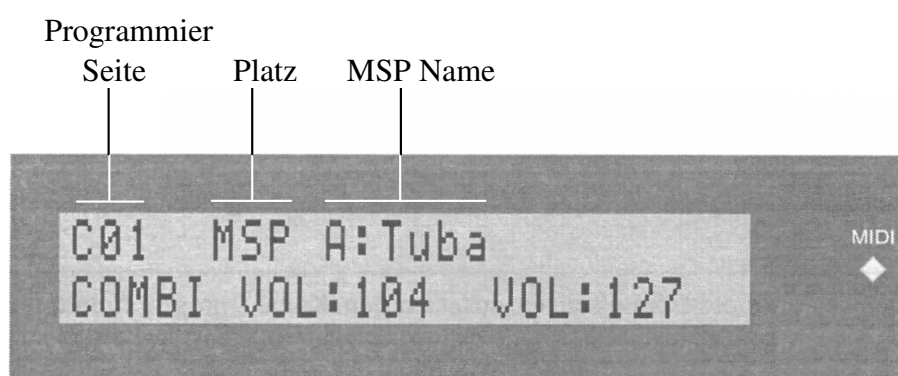 Programmier
Seite Platz MSP Name
C01 MSP A:Tuba
MIDI
COMBI VOL:104 VOL:127